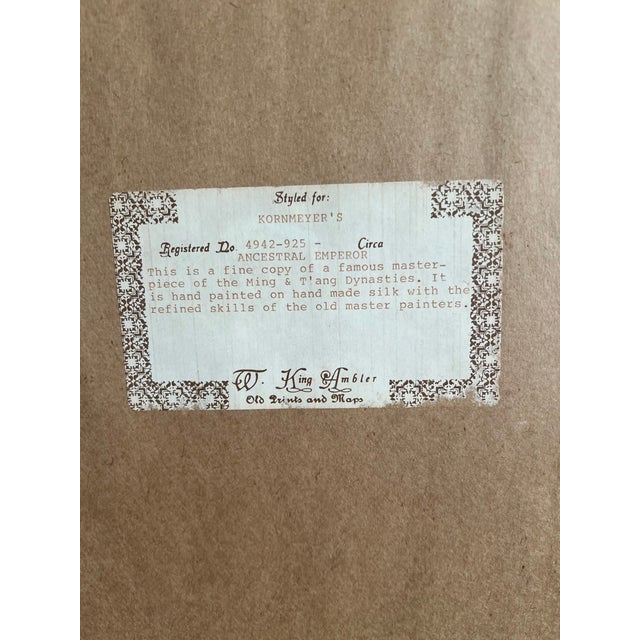 Styled for:
KORNMEYER'S
Registered No. 4942-925 - Circa
ANCESTRAL EMPEROR
This is a fine copy of a famous master-
piece of the Ming & T'ang Dynasties. It
is hand painted on hand made silk with the
refined skills of the old master painters.
W. King Ambler
Old Prints and Maps